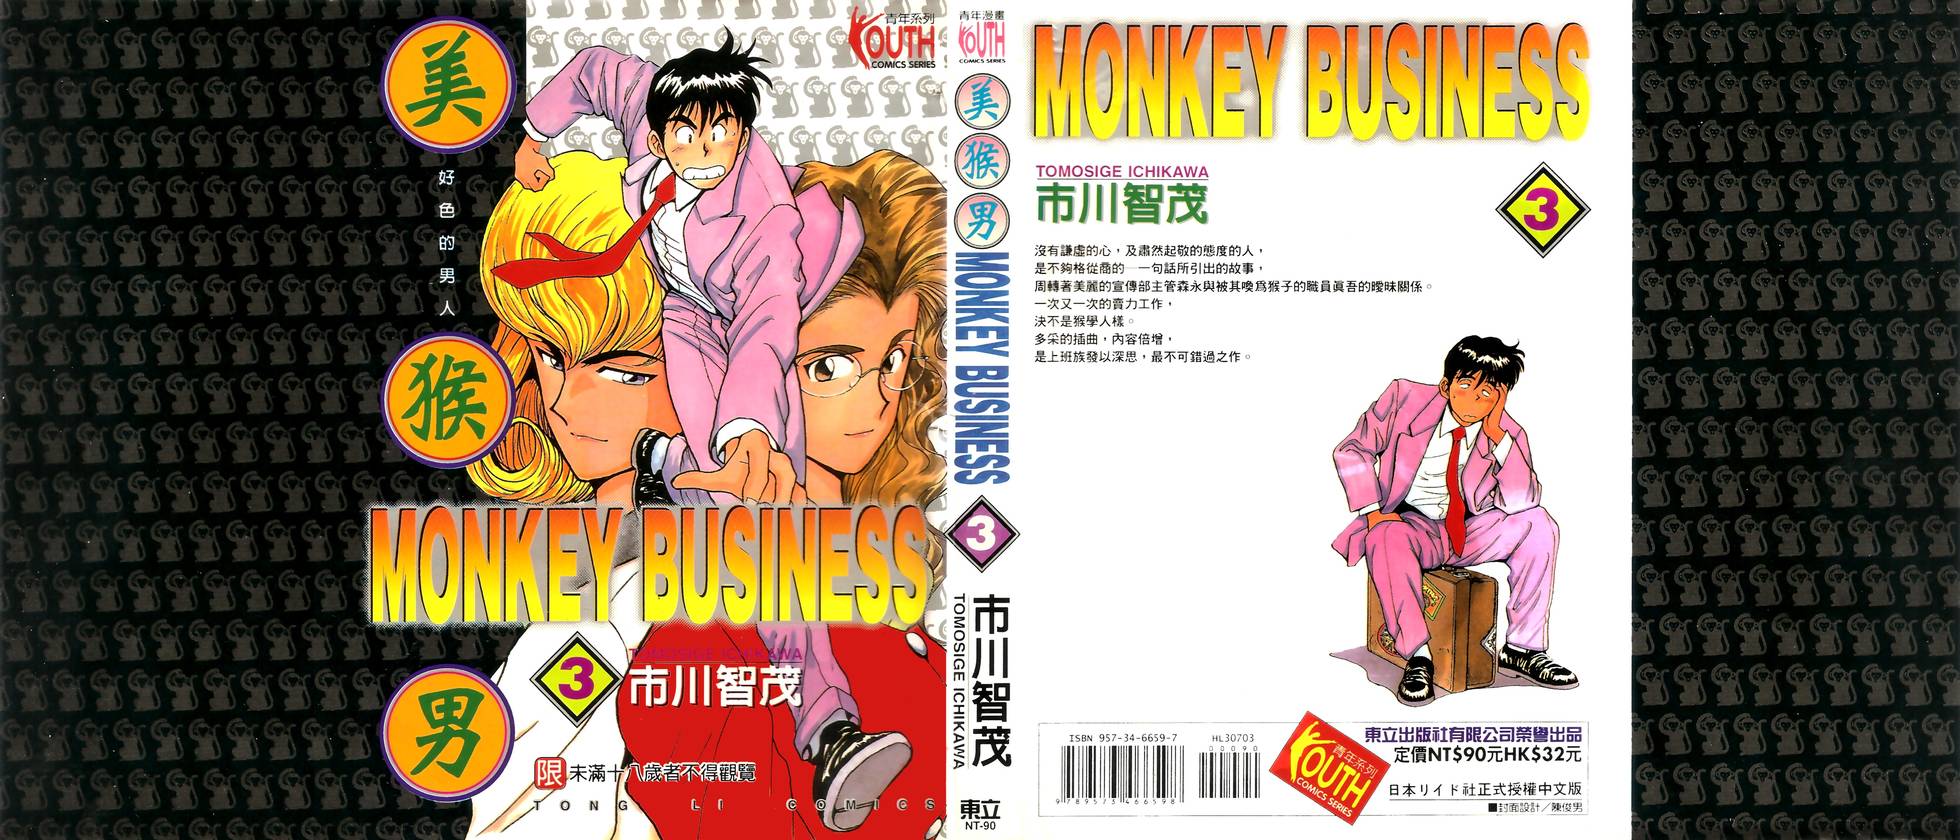 美
好色的男人
猴
男
青年系列
YOUTH
COMICS SERIES
MONKEY BUSINESS
3
TOMOSIGE ICHIKAWA
市川智茂
限 未滿十八歲者不得觀覽
TONG LI COMICS
青年漫畫
YOUTH
COMICS SERIES
美猴男
MONKEY BUSINESS
3
市川智茂
TOMOSIGE ICHIKAWA
東立
NT-90
MONKEY BUSINESS
TOMOSIGE ICHIKAWA
市川智茂
3
沒有謙虛的心，及肅然起敬的態度的人，
是不夠格從商的─一句話所引出的故事，
周轉著美麗的宣傳部主管森永與被其喚爲猴子的職員眞吾的曖昧關係。
一次又一次的賣力工作，
決不是猴學人樣。
多采的插曲，內容倍增，
是上班族發以深思，最不可錯過之作。
ISBN 957-34-6659-7
HL30703
00090
9789573466598
青年系列
YOUTH
COMICS SERIES
東立出版社有限公司榮譽出品
定價NT$90元HK$32元
日本リイド社正式授權中文版
■封面設計／陳俊男